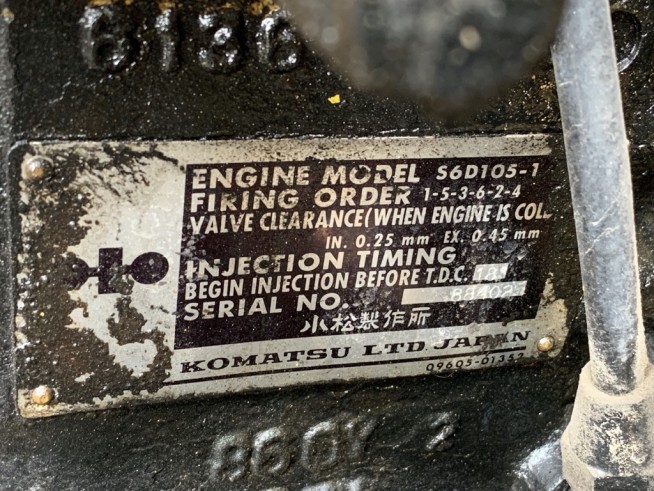 6136
ENGINE MODEL S6D105-1
FIRING ORDER 1-5-3-6-2-4
VALVE CLEARANCE (WHEN ENGINE IS COL
IN. 0.25 mm EX. 0.45 mm
INJECTION TIMING
BEGIN INJECTION BEFORE T.D.C.
SERIAL NO.
小松製作所
KOMATSU LTD JAPAN
09605-01352